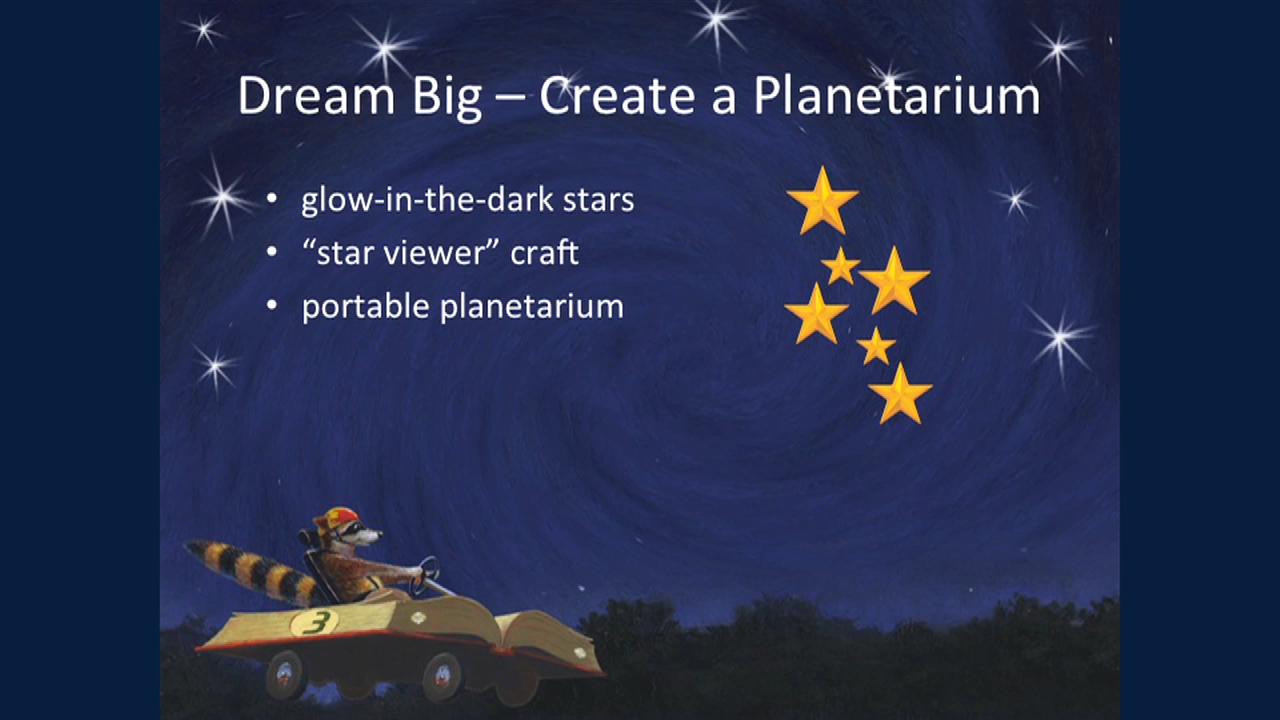 Dream Big – Create a Planetarium
• glow-in-the-dark stars
• “star viewer” craft
• portable planetarium
3